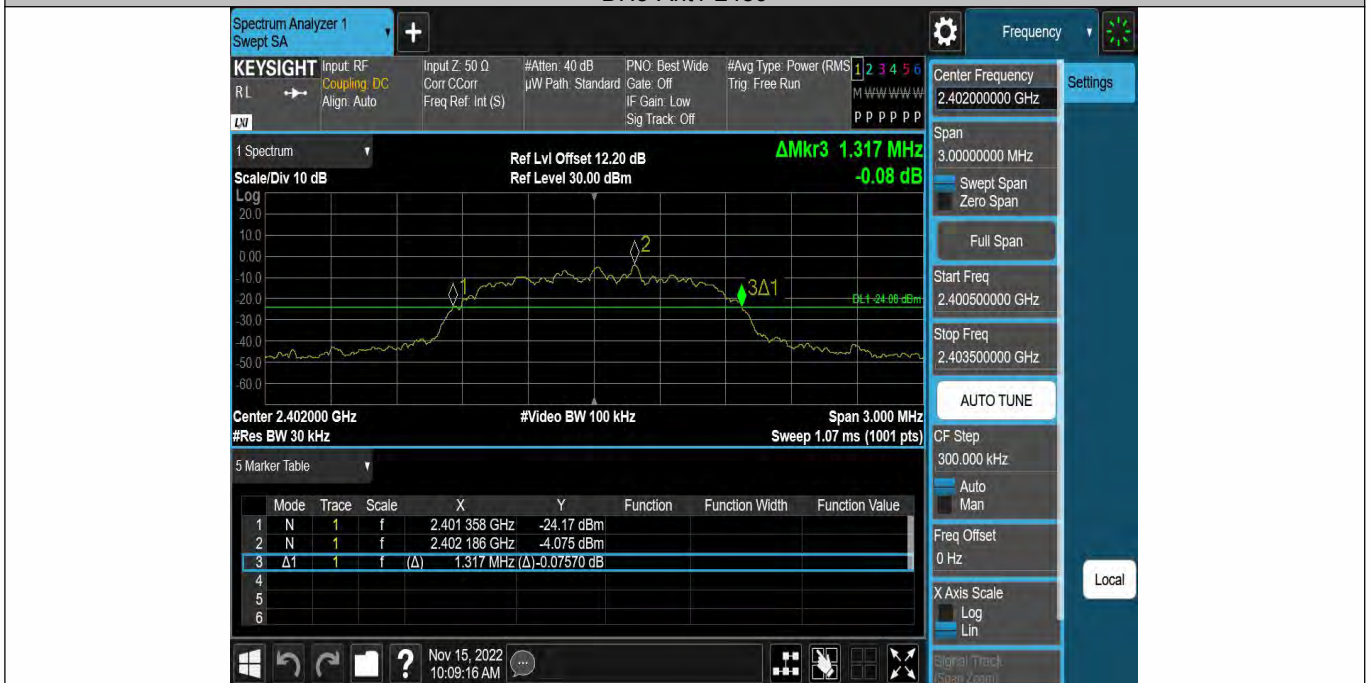 Spectrum Analyzer 1
Swept SA
+
Frequency
KEYSIGHT
RL
LXI
Input: RF
Coupling: DC
Align: Auto
Input Z: 50 Ω
Corr CCorr
Freq Ref: Int (S)
#Atten: 40 dB
µW Path: Standard
PNO: Best Wide
Gate: Off
IF Gain: Low
Sig Track: Off
#Avg Type: Power (RMS
Trig: Free Run
1 2 3 4 5 6
M W W W W W
P P P P P P
Center Frequency
2.402000000 GHz
Settings
Span
3.00000000 MHz
Swept Span
Zero Span
Full Span
Start Freq
2.400500000 GHz
Stop Freq
2.403500000 GHz
AUTO TUNE
CF Step
300.000 kHz
Auto
Man
Freq Offset
0 Hz
X Axis Scale
Log
Lin
Signal Track
(Span Zoom)
Local
1 Spectrum
Scale/Div 10 dB
Ref Lvl Offset 12.20 dB
Ref Level 30.00 dBm
ΔMkr3 1.317 MHz
-0.08 dB
Log
20.0
10.0
0.00
-10.0
-20.0
-30.0
-40.0
-50.0
-60.0
1
2
3Δ1
DL1 -24.08 dBm
Center 2.402000 GHz
#Video BW 100 kHz
Span 3.000 MHz
#Res BW 30 kHz
Sweep 1.07 ms (1001 pts)
5 Marker Table
Mode Trace Scale X Y Function Function Width Function Value
1 N 1 f 2.401 358 GHz -24.17 dBm
2 N 1 f 2.402 186 GHz -4.075 dBm
3 Δ1 1 f (Δ) 1.317 MHz (Δ) -0.07570 dB
4
5
6
?
Nov 15, 2022
10:09:16 AM